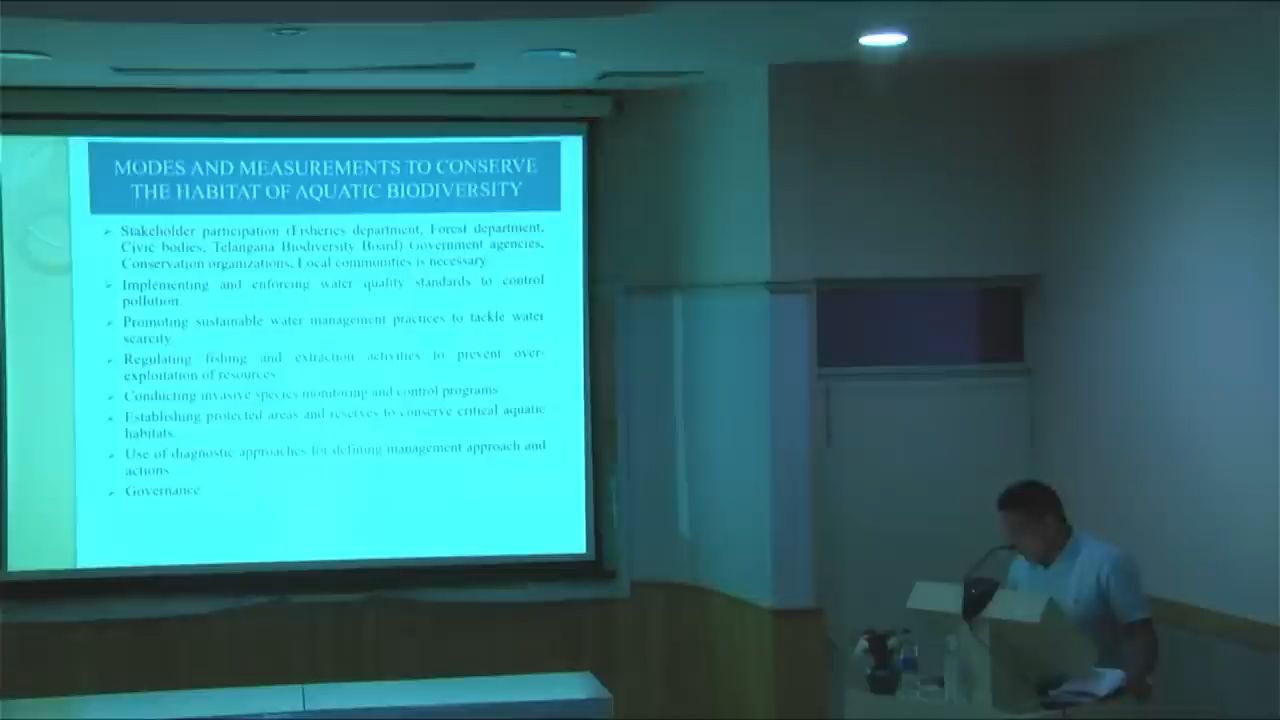 MODES AND MEASUREMENTS TO CONSERVE
THE HABITAT OF AQUATIC BIODIVERSITY
Stakeholder participation (Fisheries department, Forest department,
Civic bodies, Telangana Biodiversity Board) Government agencies,
Conservation organizations, Local communities is necessary
Implementing and enforcing water quality standards to control
pollution
Promoting sustainable water management practices to tackle water
scarcity
Regulating fishing and extraction activities to prevent over-
exploitation of resources
Conducting invasive species monitoring and control programs
Establishing protected areas and reserves to conserve critical aquatic
habitats.
Use of diagnostic approaches for defining management approach and
actions
Governance